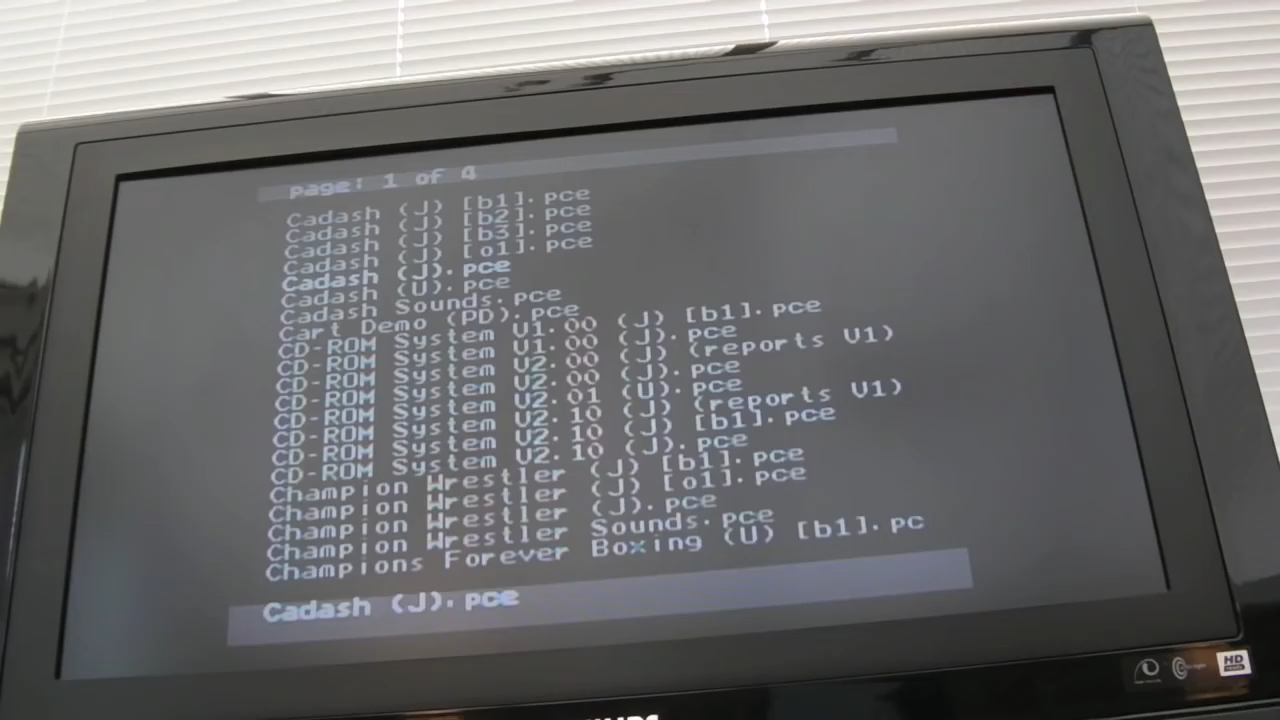 page: 1 of 4
Cadash (J) [b1].pce
Cadash (J) [b2].pce
Cadash (J) [b3].pce
Cadash (J) [o1].pce
Cadash (J).pce
Cadash (U).pce
Cadash Sounds.pce
Cart Demo (PD).pce
CD-ROM System V1.00 (J) [b1].pce
CD-ROM System V1.00 (J).pce
CD-ROM System V2.00 (J) (reports V1)
CD-ROM System V2.00 (J).pce
CD-ROM System V2.01 (U).pce
CD-ROM System V2.10 (J) (reports V1)
CD-ROM System V2.10 (J) [b1].pce
CD-ROM System V2.10 (J).pce
Champion Wrestler (J) [b1].pce
Champion Wrestler (J) [o1].pce
Champion Wrestler (J).pce
Champion Wrestler Sounds.pce
Champions Forever Boxing (U) [b1].pc
Cadash (J).pce
HD